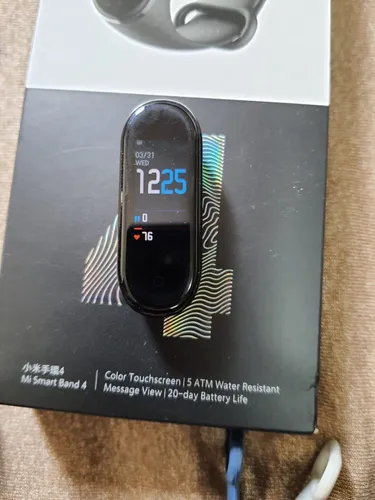 03/31
WED
1225
0
76
小米手环4
Mi Smart Band 4
Color Touchscreen | 5 ATM Water Resistant
Message View | 20-day Battery Life